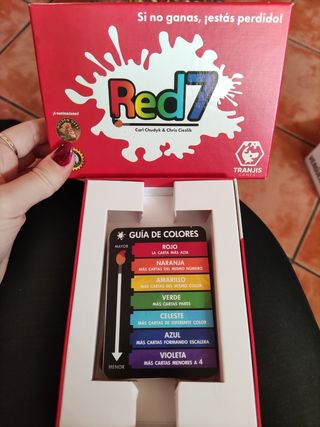 Si no ganas, ¡estás perdido!
Red7
Carl Chudyk & Chris Cieslik
TRANJIS
GAMES
GUÍA DE COLORES
MAYOR
ROJO
LA CARTA MÁS ALTA
NARANJA
MÁS CARTAS DEL MISMO NÚMERO
AMARILLO
MÁS CARTAS DEL MISMO COLOR
VERDE
MÁS CARTAS PARES
CELESTE
MÁS CARTAS DE DIFERENTE COLOR
AZUL
MÁS CARTAS FORMANDO ESCALERA
VIOLETA
MÁS CARTAS MENORES A 4
MENOR